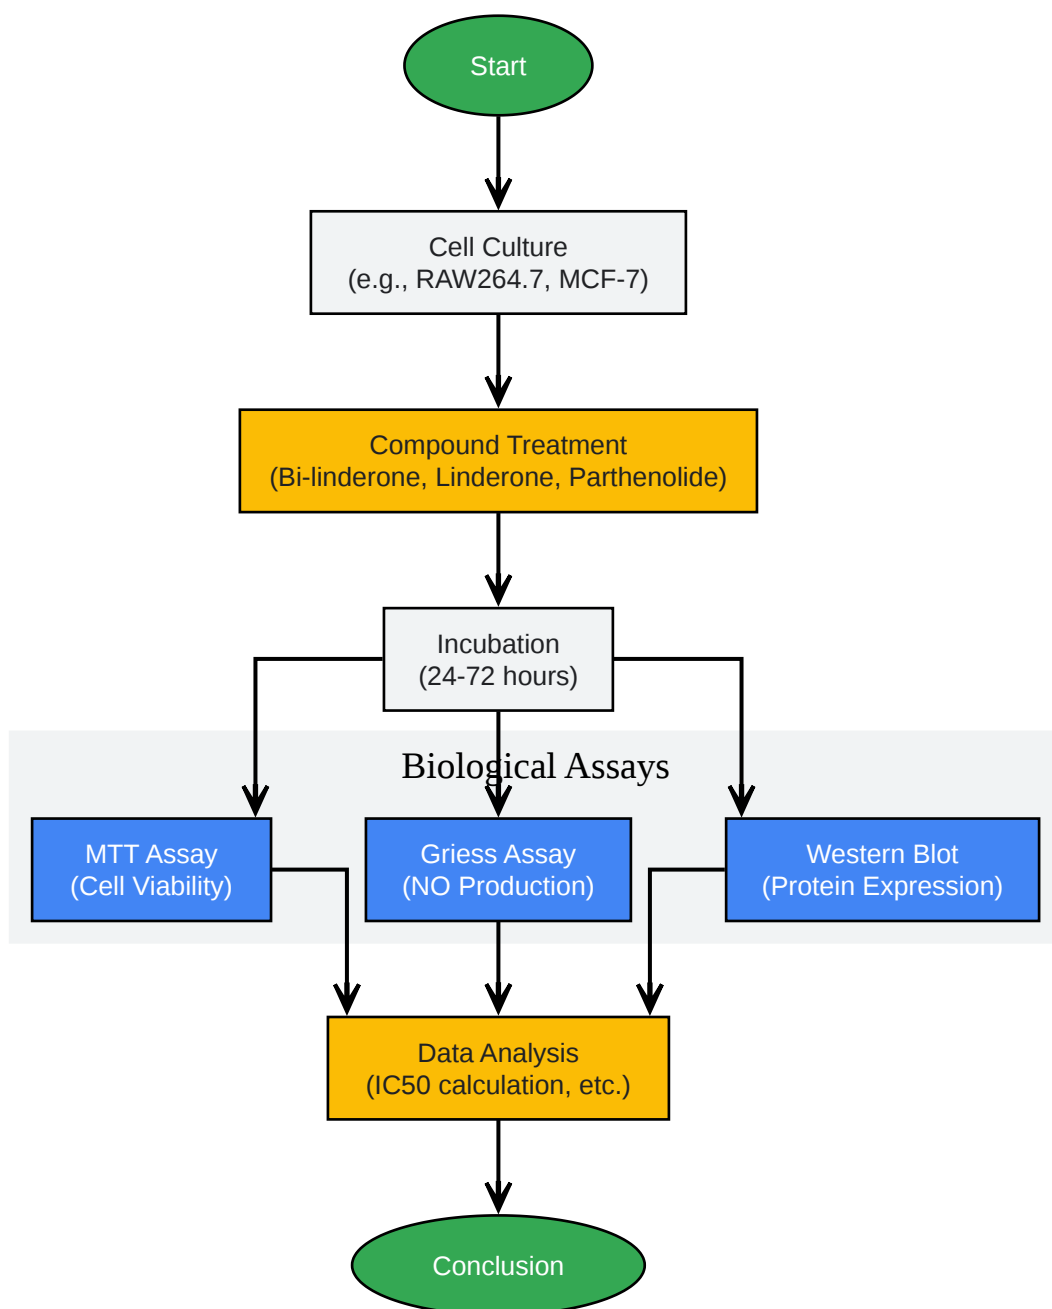 Start
Cell Culture
(e.g., RAW264.7, MCF-7)
Compound Treatment
(Bi-linderone, Linderone, Parthenolide)
Incubation
(24-72 hours)
Biological Assays
MTT Assay
(Cell Viability)
Griess Assay
(NO Production)
Western Blot
(Protein Expression)
Data Analysis
(IC50 calculation, etc.)
Conclusion